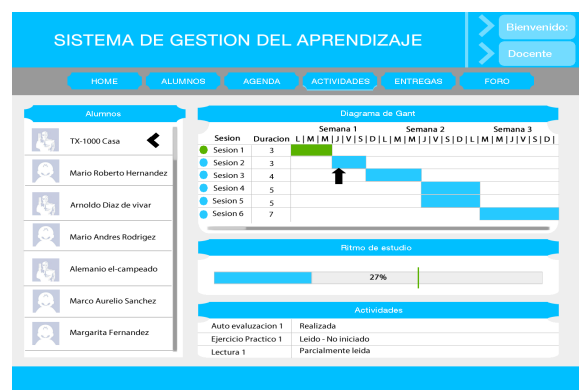 SISTEMA DE GESTION DEL APRENDIZAJE
Bienvenido:
Docente
HOME ALUMNOS AGENDA ACTIVIDADES ENTREGAS FORO
Alumnos
TX-1000 Casa
Mario Roberto Hernandez
Arnoldo Diaz de vivar
Mario Andres Rodrigez
Alemanio el-campeado
Marco Aurelio Sanchez
Margarita Fernandez
Diagrama de Gant
Semana 1 Semana 2 Semana 3
Sesion Duracion L | M | M | J | V | S | D | L | M | M | J | V | S | D | L | M | M | J | V | S | D |
Sesion 1 3
Sesion 2 3
Sesion 3 4
Sesion 4 5
Sesion 5 5
Sesion 6 7
Ritmo de estudio
27%
Actividades
Auto evaluzacion 1 Realizada
Ejercicio Practico 1 Leido - No iniciado
Lectura 1 Parcialmente leida